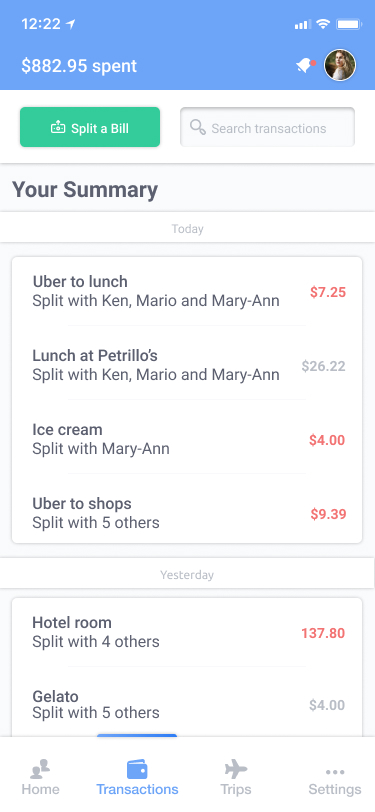 12:22
$882.95 spent
Split a Bill
Search transactions
Your Summary
Today
Uber to lunch
Split with Ken, Mario and Mary-Ann
$7.25
Lunch at Petrillo’s
Split with Ken, Mario and Mary-Ann
$26.22
Ice cream
Split with Mary-Ann
$4.00
Uber to shops
Split with 5 others
$9.39
Yesterday
Hotel room
Split with 4 others
137.80
Gelato
Split with 5 others
$4.00
Home
Transactions
Trips
Settings